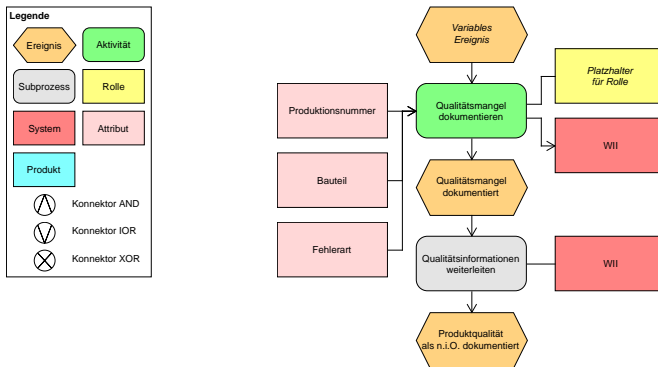 Legende
Ereignis
Aktivität
Subprozess
Rolle
System
Attribut
Produkt
Konnektor AND
Konnektor IOR
Konnektor XOR
Variables
Ereignis
Produktionsnummer
Qualitätsmangel
dokumentieren
Platzhalter
für Rolle
WII
Bauteil
Qualitätsmangel
dokumentiert
Fehlerart
Qualitätsinformationen
weiterleiten
WII
Produktqualität
als n.i.O. dokumentiert